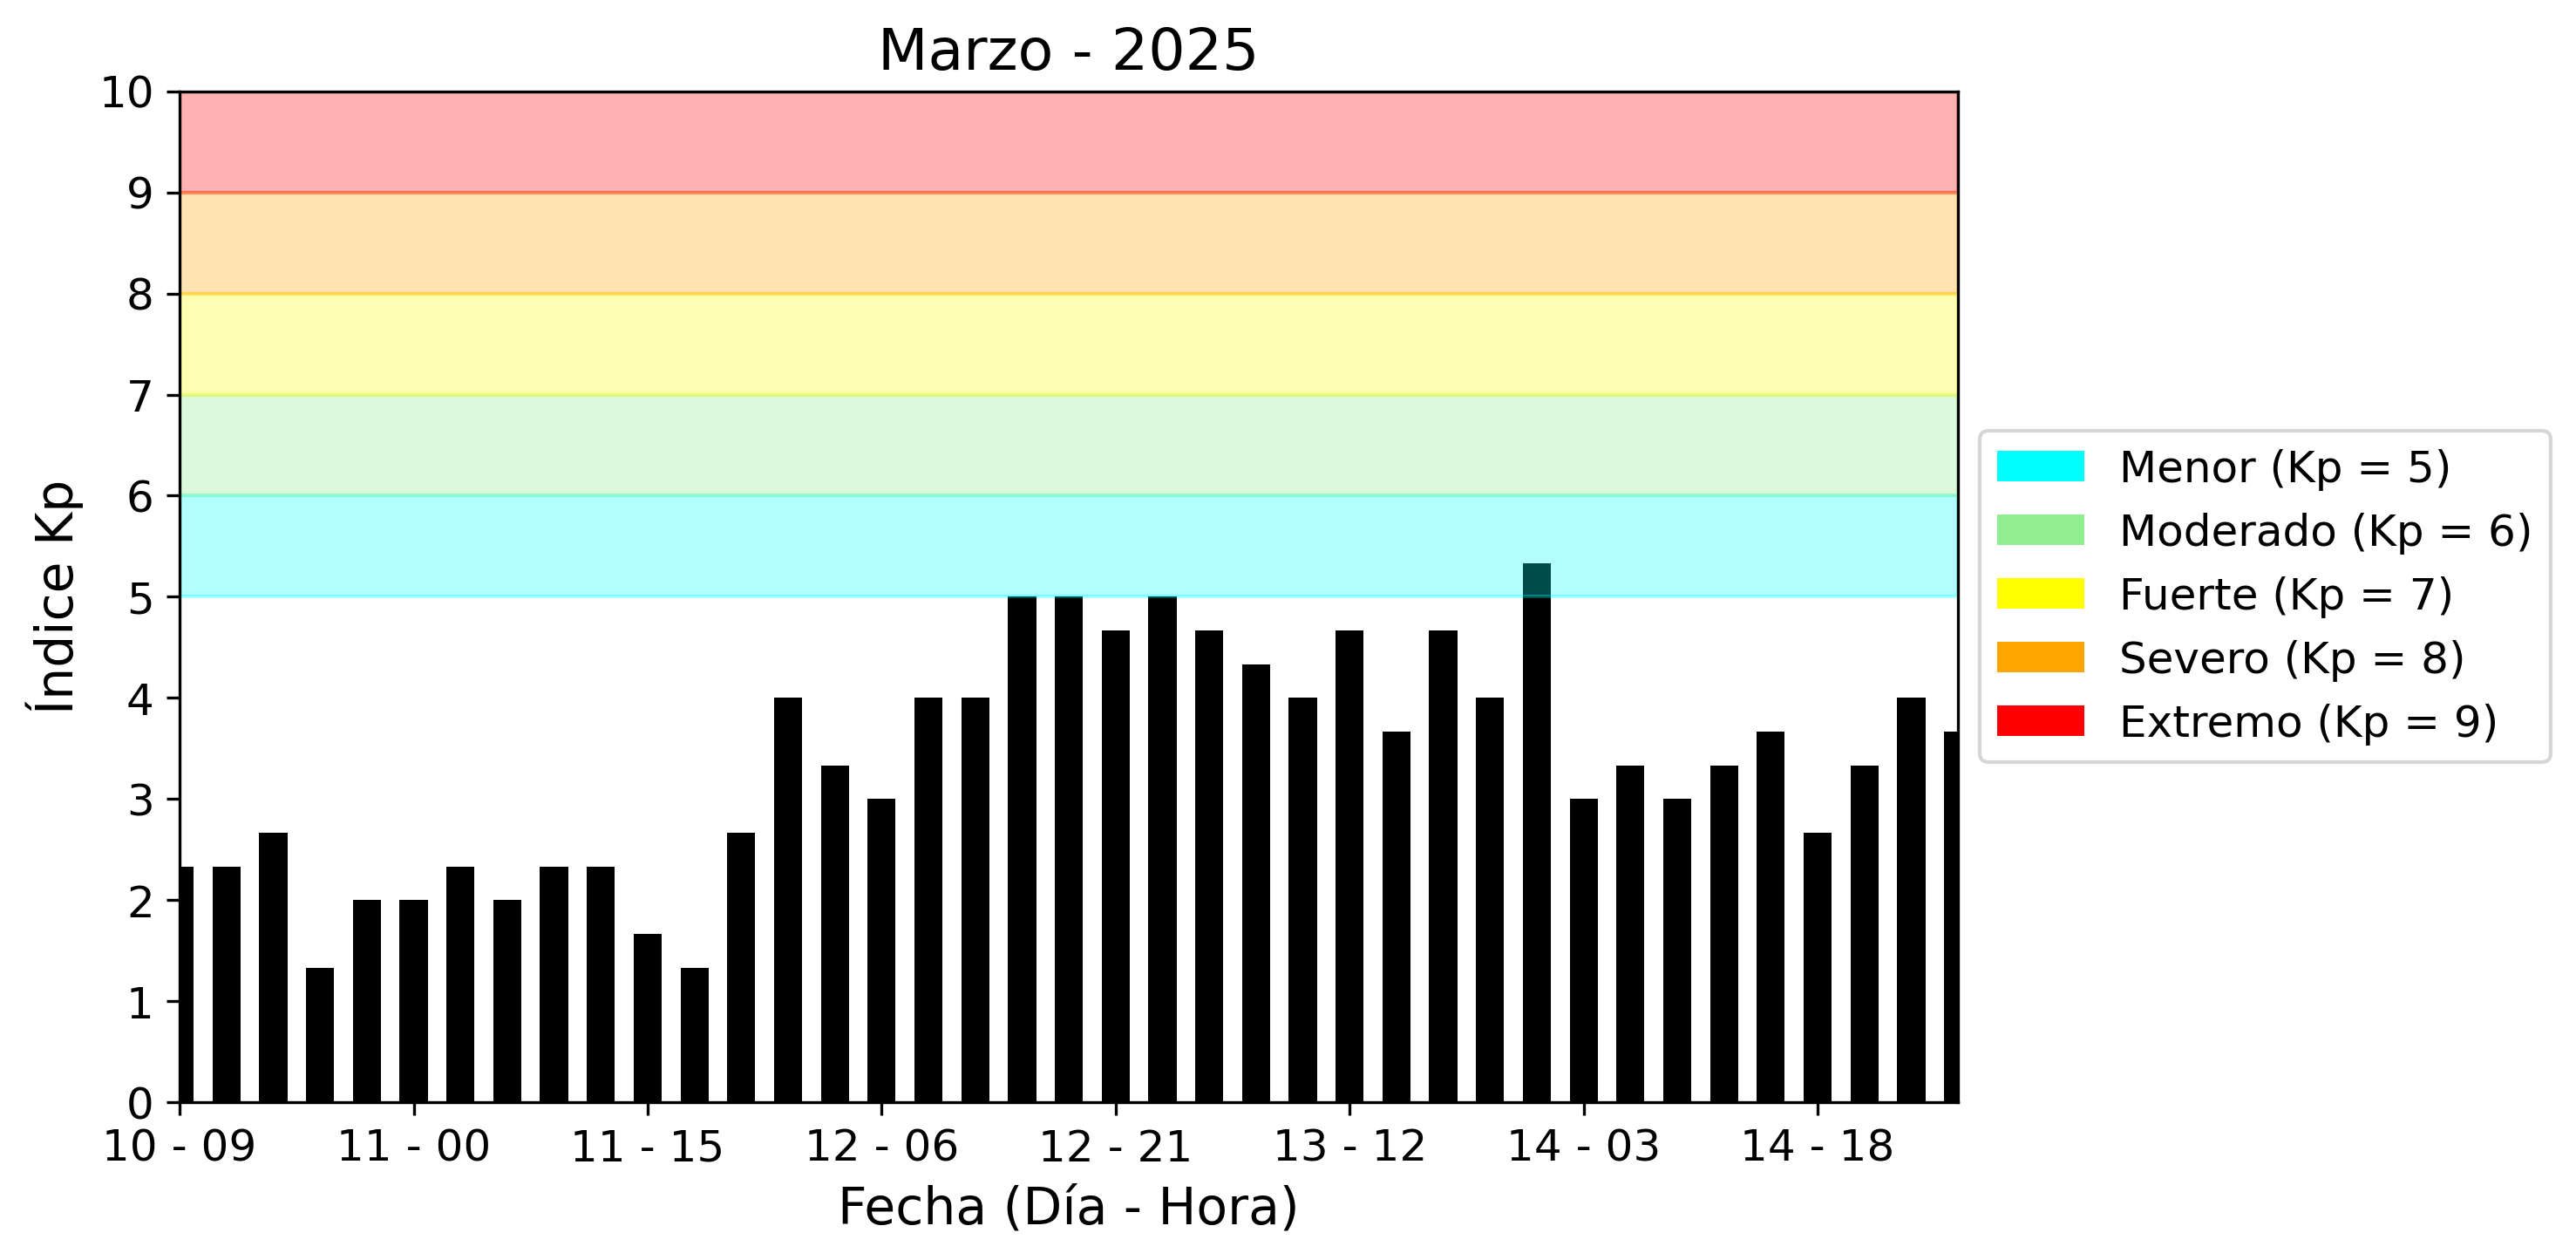 Marzo - 2025
10
9
8
7
6
5
4
3
2
1
0
Índice Kp
10 - 09
11 - 00
11 - 15
12 - 06
12 - 21
13 - 12
14 - 03
14 - 18
Fecha (Día - Hora)
Menor (Kp = 5)
Moderado (Kp = 6)
Fuerte (Kp = 7)
Severo (Kp = 8)
Extremo (Kp = 9)